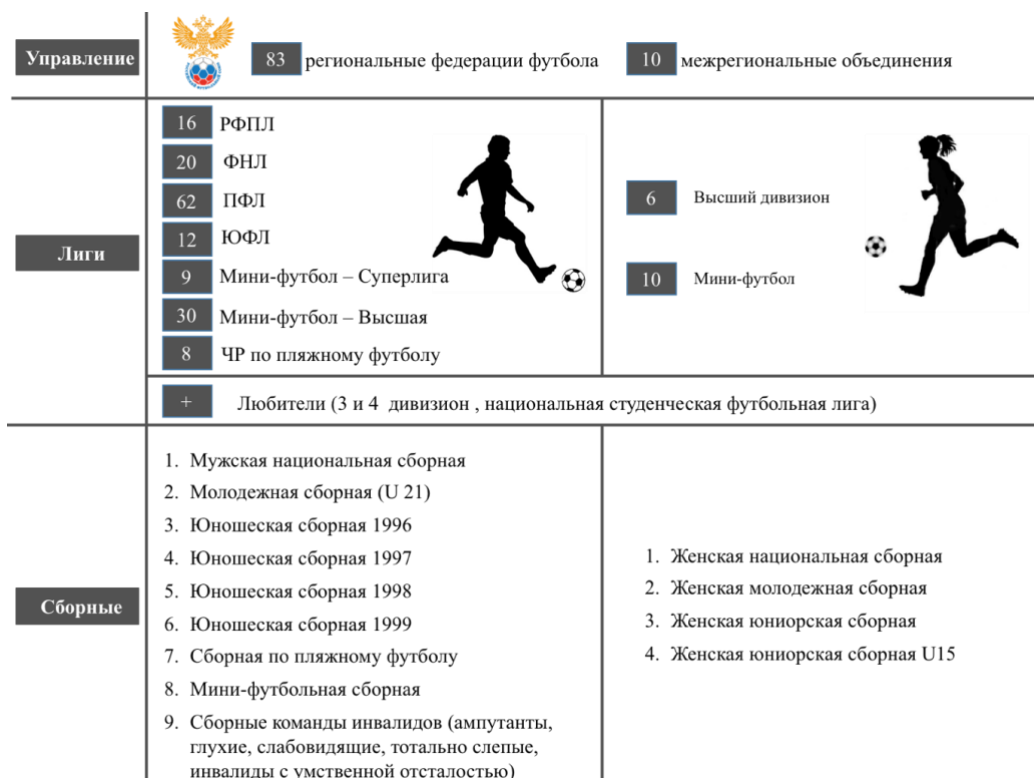 Управление
83 региональные федерации футбола
10 межрегиональные объединения
Лиги
16 РФПЛ
20 ФНЛ
62 ПФЛ
12 ЮФЛ
9 Мини-футбол – Суперлига
30 Мини-футбол – Высшая
8 ЧР по пляжному футболу
6 Высший дивизион
10 Мини-футбол
+ Любители (3 и 4 дивизион , национальная студенческая футбольная лига)
Сборные
1. Мужская национальная сборная
2. Молодежная сборная (U 21)
3. Юношеская сборная 1996
4. Юношеская сборная 1997
5. Юношеская сборная 1998
6. Юношеская сборная 1999
7. Сборная по пляжному футболу
8. Мини-футбольная сборная
9. Сборные команды инвалидов (ампутанты,
глухие, слабовидящие, тотально слепые,
инвалиды с умственной отсталостью)
1. Женская национальная сборная
2. Женская молодежная сборная
3. Женская юниорская сборная
4. Женская юниорская сборная U15